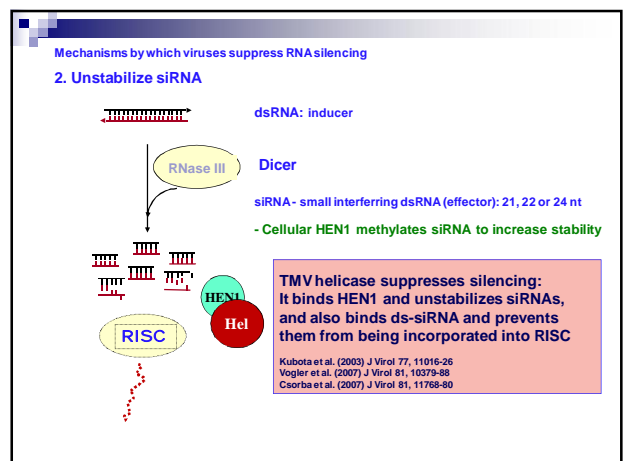 Mechanisms by which viruses suppress RNA silencing
2. Unstabilize siRNA
dsRNA: inducer
RNase III
Dicer
siRNA - small interferring dsRNA (effector): 21, 22 or 24 nt
- Cellular HEN1 methylates siRNA to increase stability
HEN1
Hel
RISC
TMV helicase suppresses silencing:
It binds HEN1 and unstabilizes siRNAs,
and also binds ds-siRNA and prevents
them from being incorporated into RISC
Kubota et al. (2003) J Virol 77, 11016-26
Vogler et al. (2007) J Virol 81, 10379-88
Csorba et al. (2007) J Virol 81, 11768-80